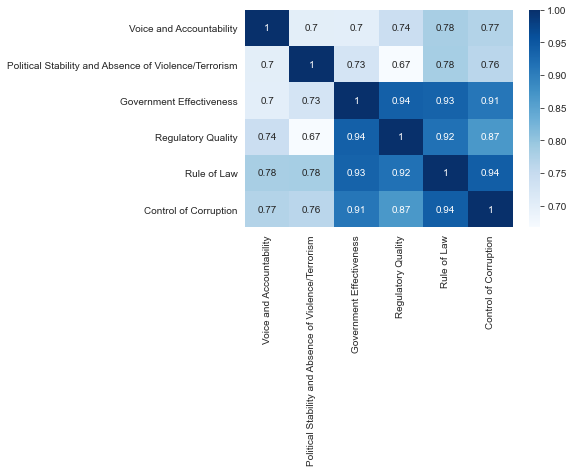 Voice and Accountability 1 0.7 0.7 0.74 0.78 0.77
Political Stability and Absence of Violence/Terrorism 0.7 1 0.73 0.67 0.78 0.76
Government Effectiveness 0.7 0.73 1 0.94 0.93 0.91
Regulatory Quality 0.74 0.67 0.94 1 0.92 0.87
Rule of Law 0.78 0.78 0.93 0.92 1 0.94
Control of Corruption 0.77 0.76 0.91 0.87 0.94 1
Voice and Accountability
Political Stability and Absence of Violence/Terrorism
Government Effectiveness
Regulatory Quality
Rule of Law
Control of Corruption
1.00
0.95
0.90
0.85
0.80
0.75
0.70